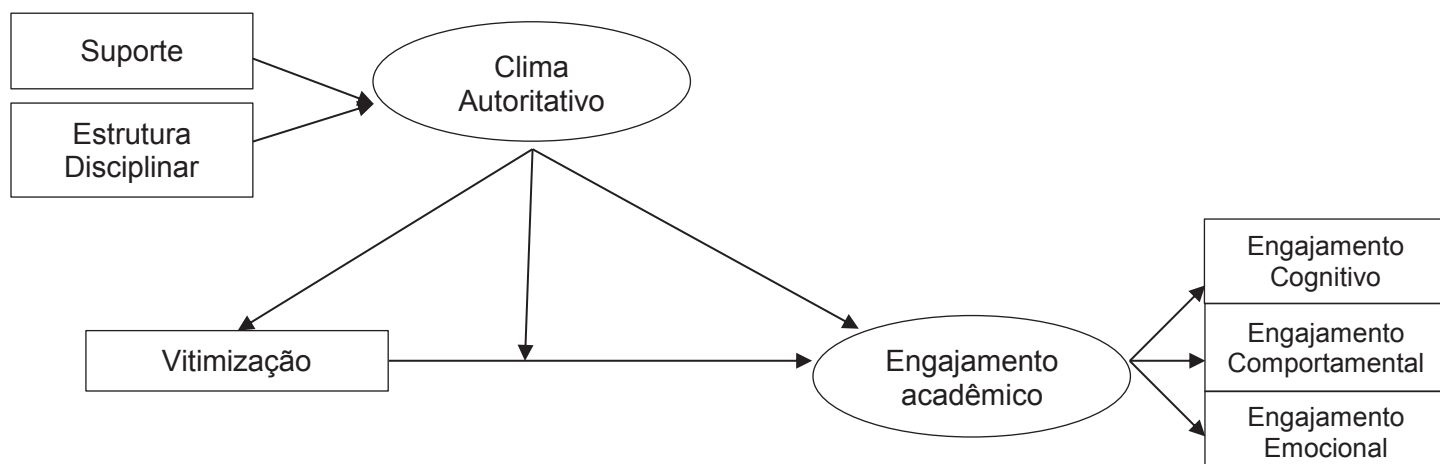 Suporte
Clima
Autoritativo
Estrutura
Disciplinar
Vitimização
Engajamento
acadêmico
Engajamento
Cognitivo
Engajamento
Comportamental
Engajamento
Emocional